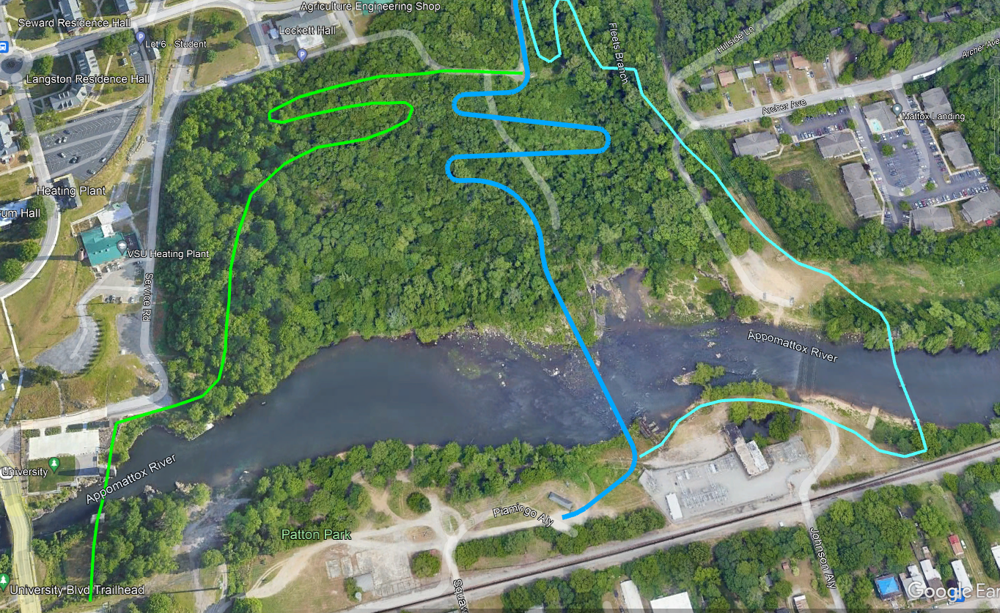 Agriculture Engineering Shop
Seward Residence Hall
Lockett Hall
P
Lot 6 - Student
P
Hillside Ln
Fleets Branch
Archer Ave
Langston Residence Hall
Archer Ave
Mattox Landing
Heating Plant
um Hall
VSU Heating Plant
Service Rd
Appomattox River
University
Appomattox River
Flamingo Aly
Patton Park
Johnson Aly
Squaw
University Blvd Trailhead
Google Ear